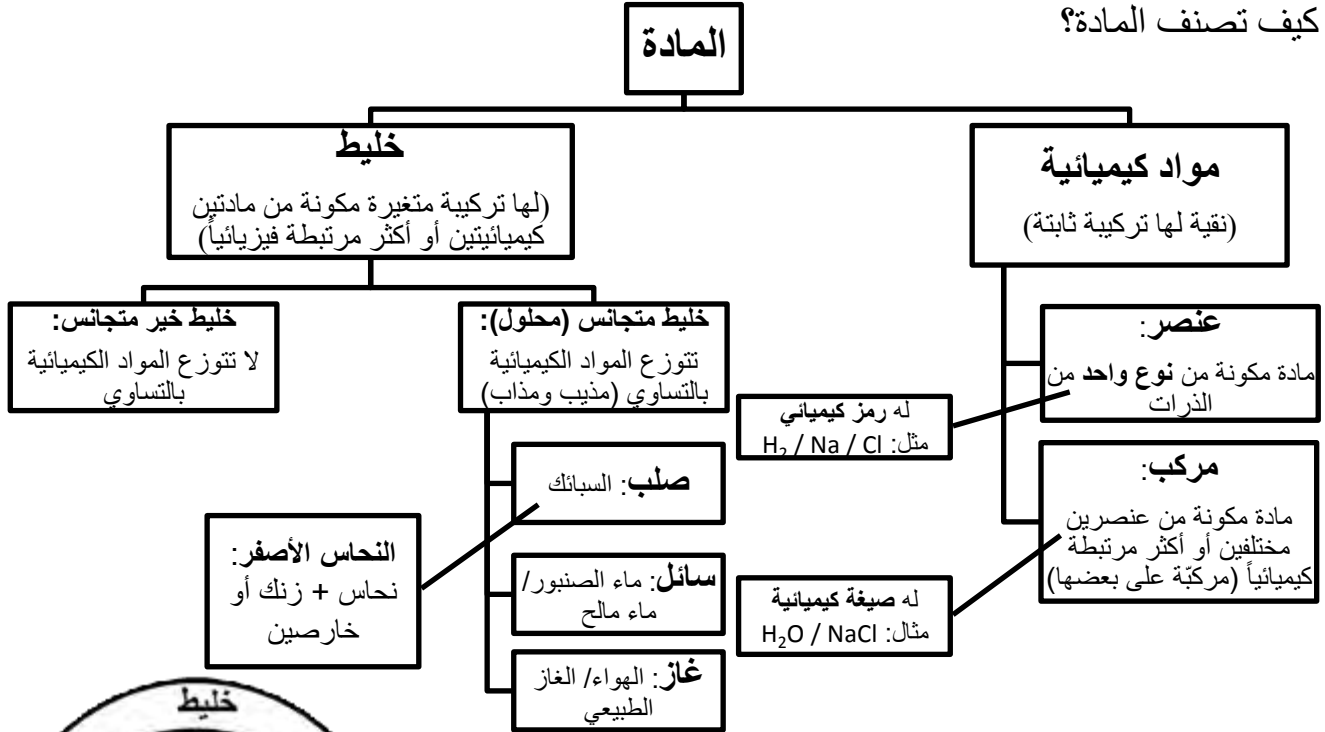 كيف تصنف المادة؟
المادة
مواد كيميائية
(نقية لها تركيبة ثابتة)
عنصر:
مادة مكونة من نوع واحد من
الذرات
له رمز كيميائي
مثل: H₂ / Na / Cl
مركب:
مادة مكونة من عنصرين
مختلفين أو أكثر مرتبطة
كيميائياً (مركبّة على بعضها)
له صيغة كيميائية
مثال: H₂O / NaCl
خليط
(لها تركيبة متغيرة مكونة من مادتين
كيميائيتين أو أكثر مرتبطة فيزيائياً)
خليط متجانس (محلول):
تتوزع المواد الكيميائية
بالتساوي (مذيب ومذاب)
صلب: السبائك
النحاس الأصفر:
نحاس + زنك أو
خارصين
سائل: ماء الصنبور/
ماء مالح
غاز: الهواء/ الغاز
الطبيعي
خليط خير متجانس:
لا تتوزع المواد الكيميائية
بالتساوي
خليط